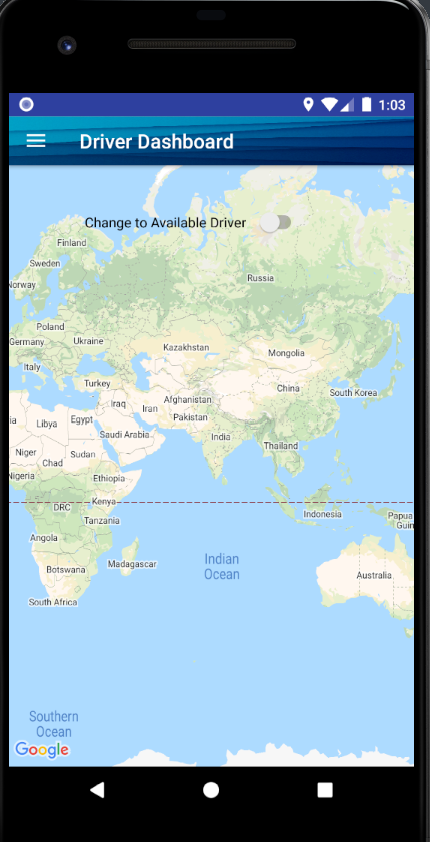 1:03
Driver Dashboard
Change to Available Driver
Finland
Sweden
Norway
Russia
Poland
Germany
Ukraine
Kazakhstan
Mongolia
Italy
Turkey
China
South Korea
Iraq
Iran
Afghanistan
Pakistan
ia
Libya
Egypt
Saudi Arabia
India
Thailand
Niger
Chad
Sudan
Nigeria
Ethiopia
DRC
Kenya
Tanzania
Indonesia
Papua
Guin
Angola
Botswana
Madagascar
Indian
Ocean
Australia
South Africa
Southern
Ocean
Google